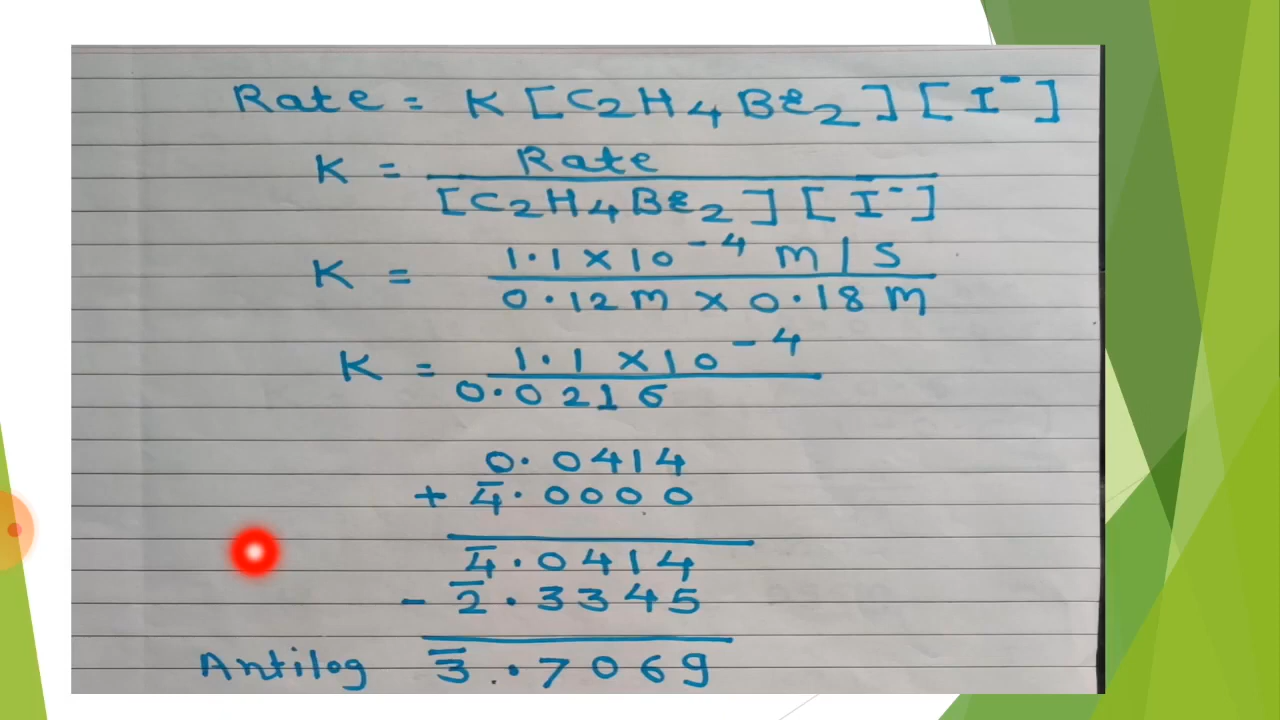 Rate = K [C2H4Br2] [I⁻]
K = Rate / [C2H4Br2] [I⁻]
K = 1.1 × 10⁻⁴ m/s / 0.12 m × 0.18 m
K = 1.1 × 10⁻⁴ / 0.0216
0.0414
+ 4̅.0000
4̅.0414
- 2̅.3345
Antilog 3̅.7069